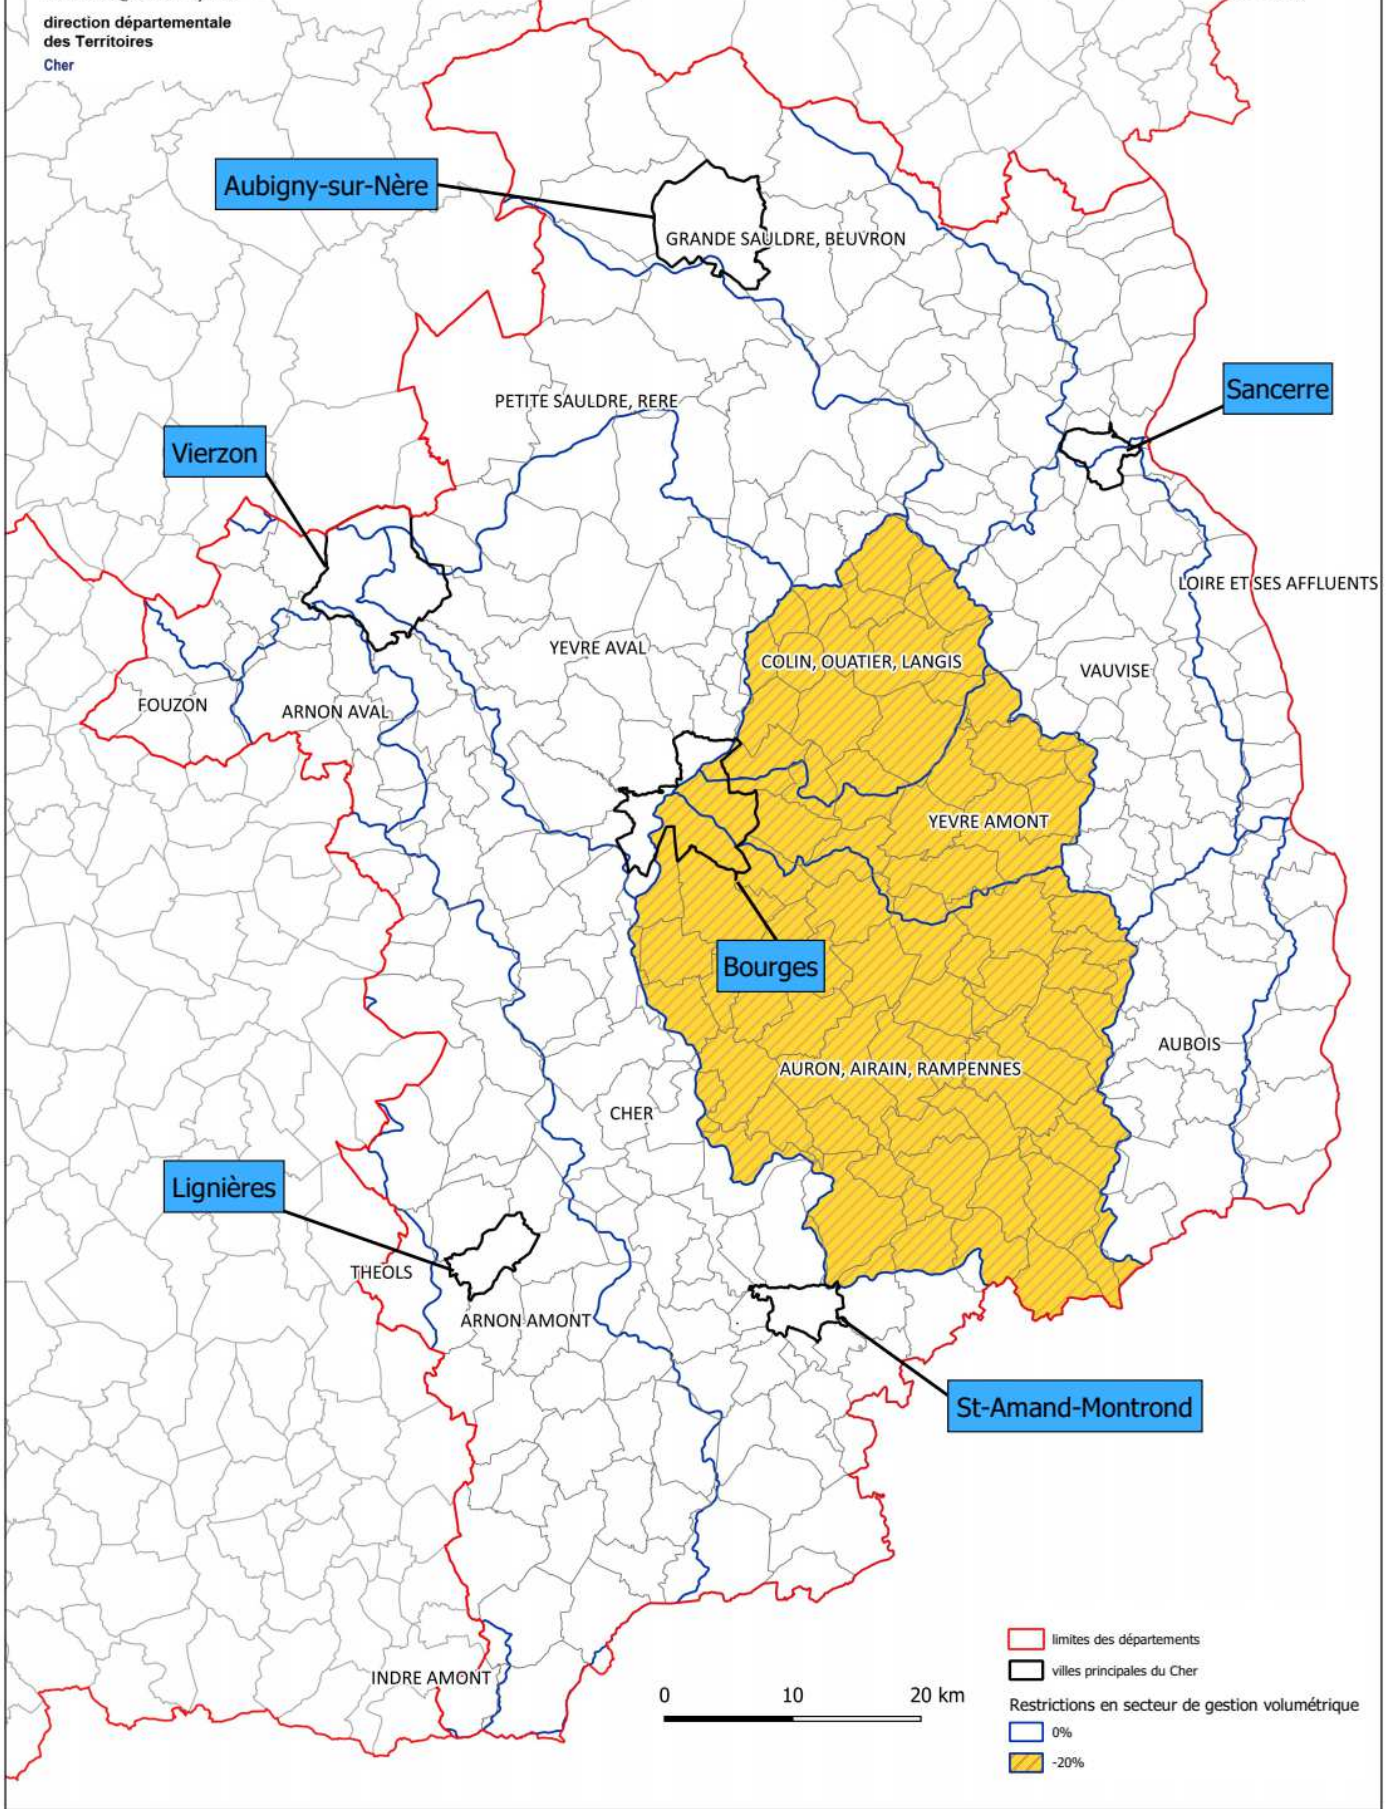 direction départementale
des Territoires
Cher
Aubigny-sur-Nère
GRANDE SAULDRE, BEUVRON
Sancerre
PETITE SAULDRE, RERE
Vierzon
LOIRE ET SES AFFLUENTS
YEVRE AVAL
COLIN, OUATIER, LANGIS
VAUVISE
FOUZON
ARNON AVAL
YEVRE AMONT
Bourges
AUBOIS
AURON, AIRAIN, RAMPENNES
CHER
Lignières
THEOLS
ARNON AMONT
St-Amand-Montrond
INDRE AMONT
0 10 20 km
limites des départements
villes principales du Cher
Restrictions en secteur de gestion volumétrique
0%
-20%